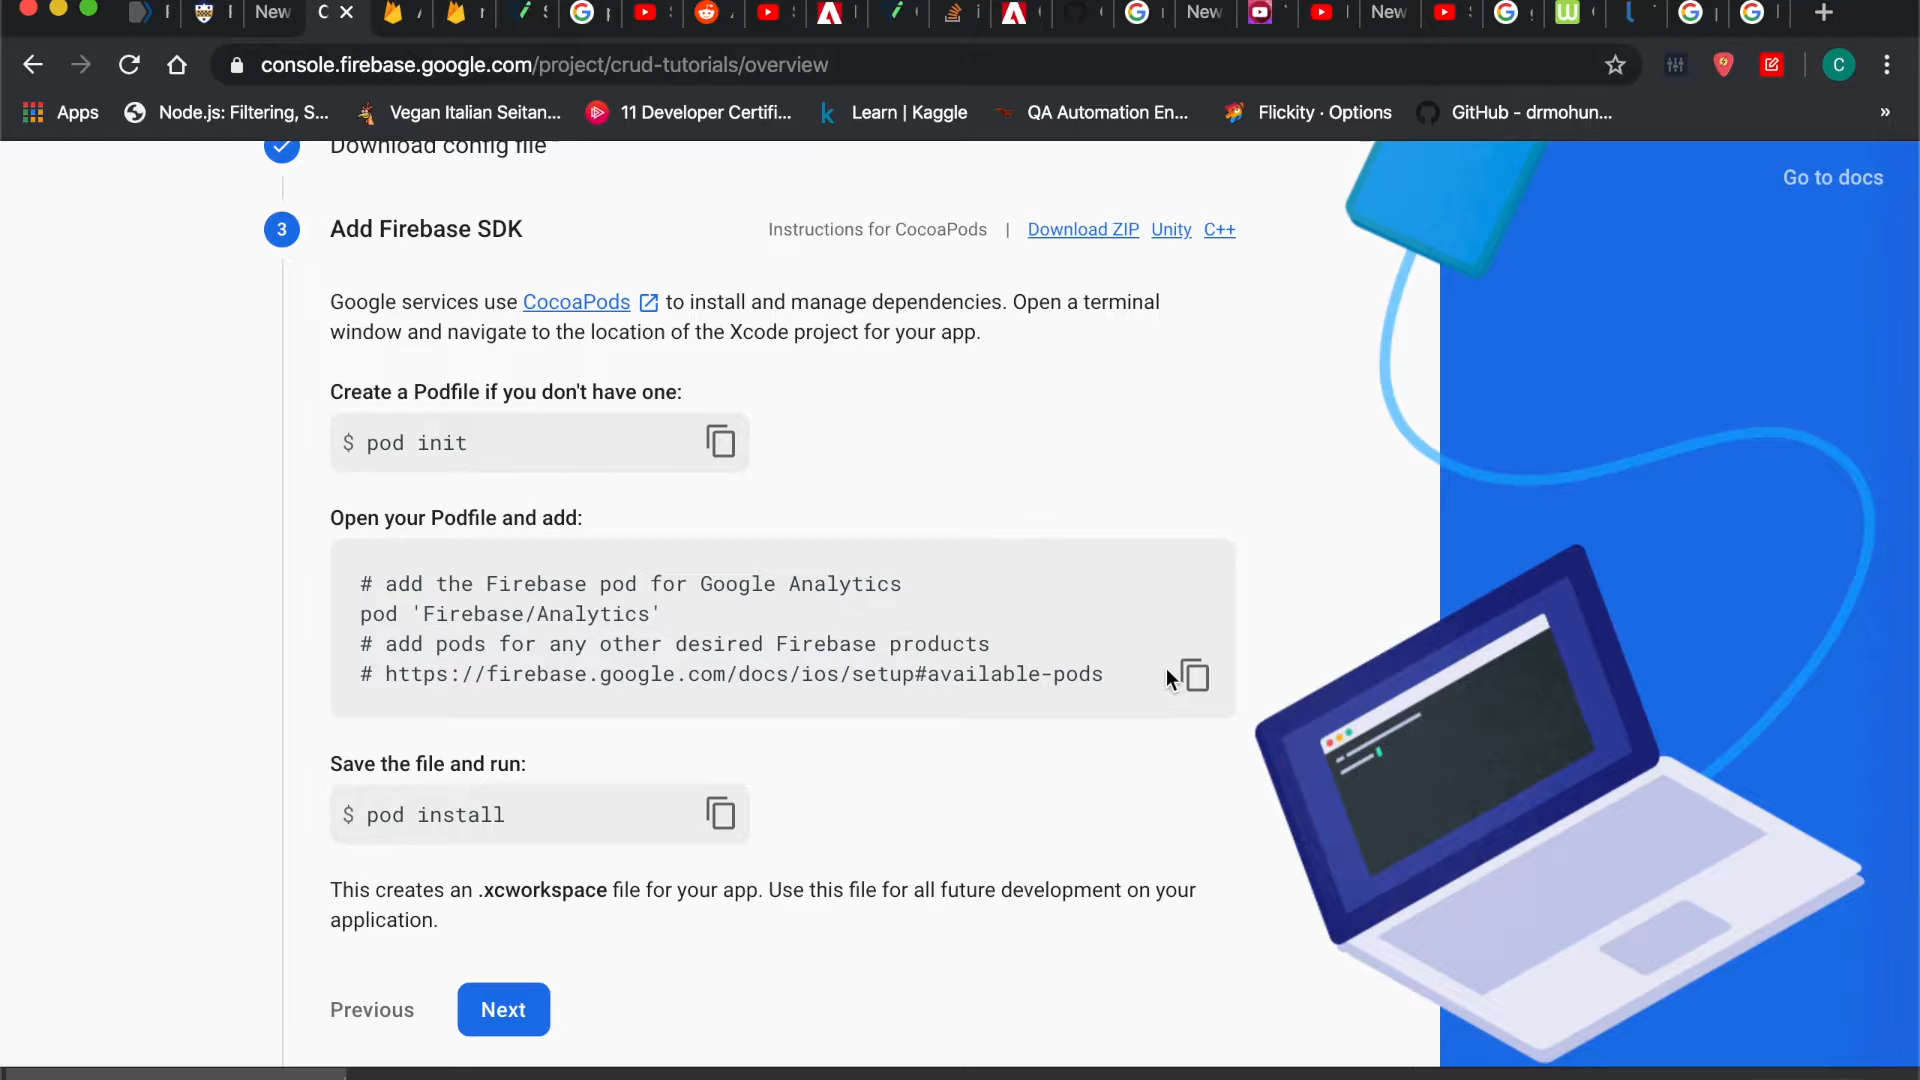 New
C
New
New
console.firebase.google.com/project/crud-tutorials/overview
C
Apps
Node.js: Filtering, S...
Vegan Italian Seitan...
11 Developer Certifi...
Learn | Kaggle
QA Automation En...
Flickity · Options
GitHub - drmohun...
»
Download config file
Go to docs
3
Add Firebase SDK
Instructions for CocoaPods | Download ZIP Unity C++
Google services use CocoaPods to install and manage dependencies. Open a terminal
window and navigate to the location of the Xcode project for your app.
Create a Podfile if you don't have one:
$ pod init
Open your Podfile and add:
# add the Firebase pod for Google Analytics
pod 'Firebase/Analytics'
# add pods for any other desired Firebase products
# https://firebase.google.com/docs/ios/setup#available-pods
Save the file and run:
$ pod install
This creates an .xcworkspace file for your app. Use this file for all future development on your
application.
Previous
Next